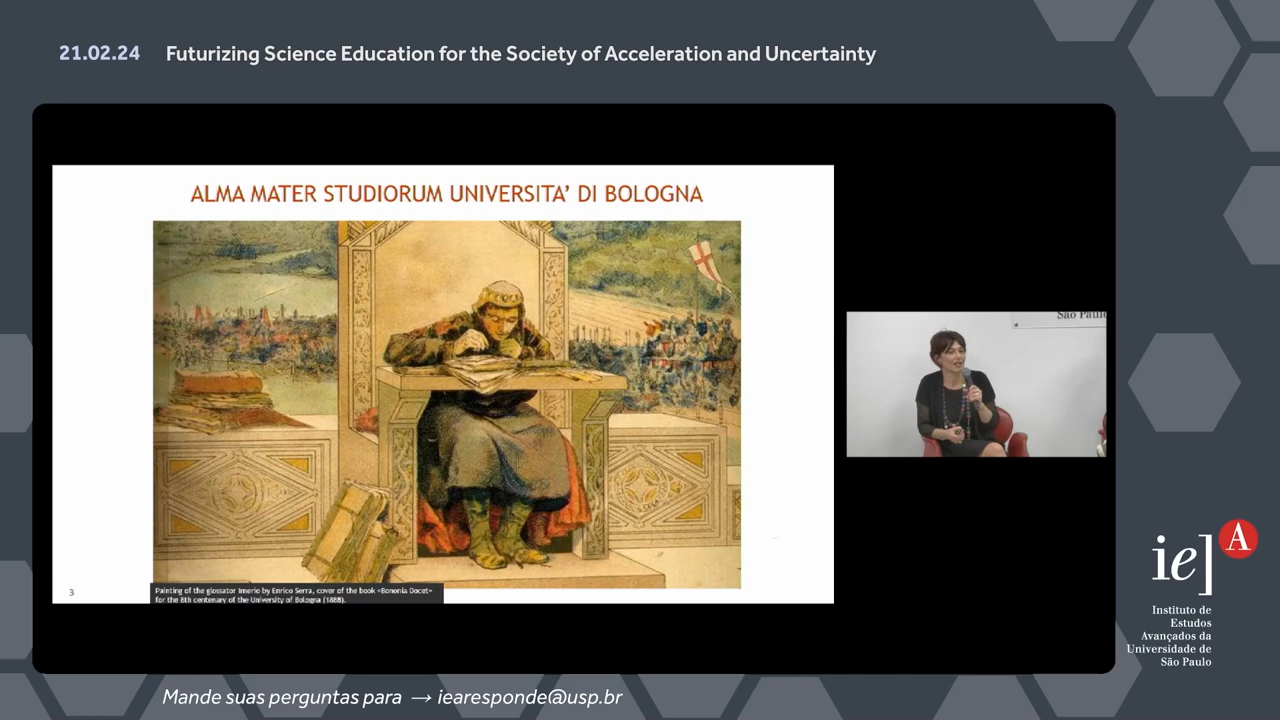 21.02.24 Futurizing Science Education for the Society of Acceleration and Uncertainty
ALMA MATER STUDIORUM UNIVERSITA' DI BOLOGNA
3
Painting of the glossator Irnerio by Enrico Serra, cover of the book «Bononia Docet»
for the 8th centenary of the University of Bologna (1888).
São Paulo
ie] A
Instituto de
Estudos
Avançados da
Universidade de
São Paulo
Mande suas perguntas para → iearesponde@usp.br